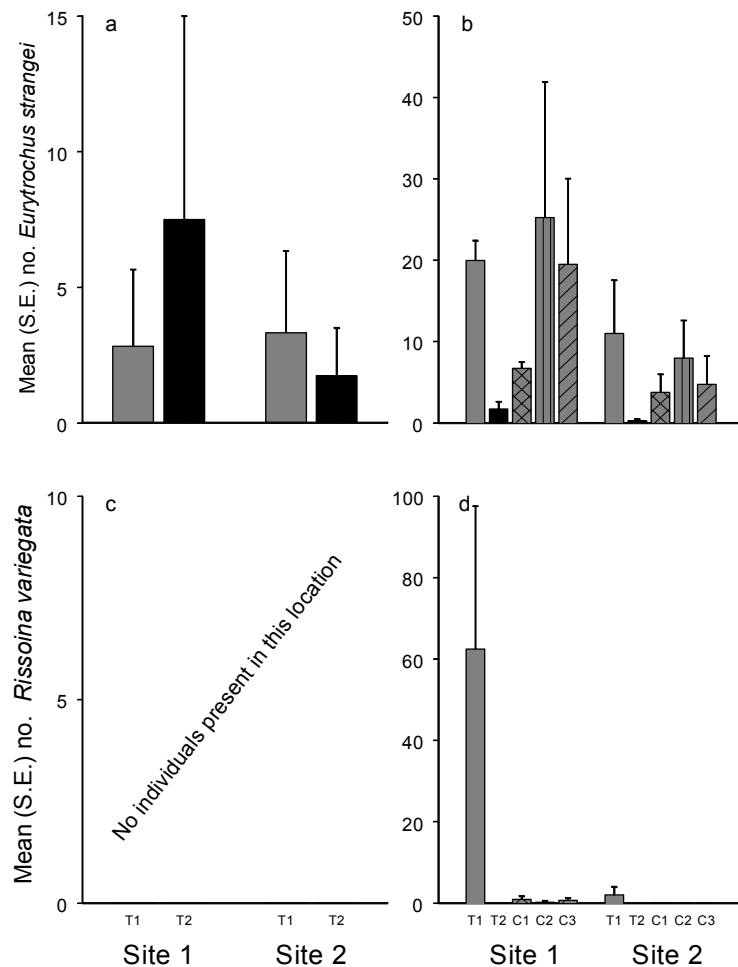 Mean (S.E.) no. Eurytrochus strangei
15
10
5
0
a
50
40
30
20
10
0
b
Mean (S.E.) no. Rissoina variegata
10
5
0
c
No individuals present in this location
100
80
60
40
20
0
d
T1 T2 T1 T2
Site 1 Site 2
T1 T2 C1 C2 C3 T1 T2 C1 C2 C3
Site 1 Site 2